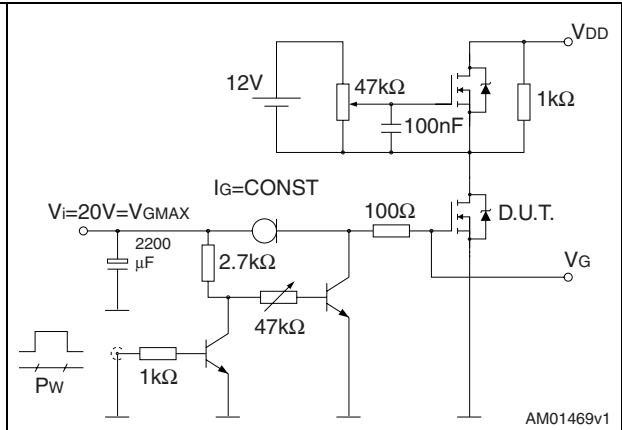 VDD
12V
47kΩ
1kΩ
100nF
IG=CONST
Vi=20V=VGMAX
100Ω
D.U.T.
2200
μF
2.7kΩ
VG
47kΩ
1kΩ
PW
AM01469v1